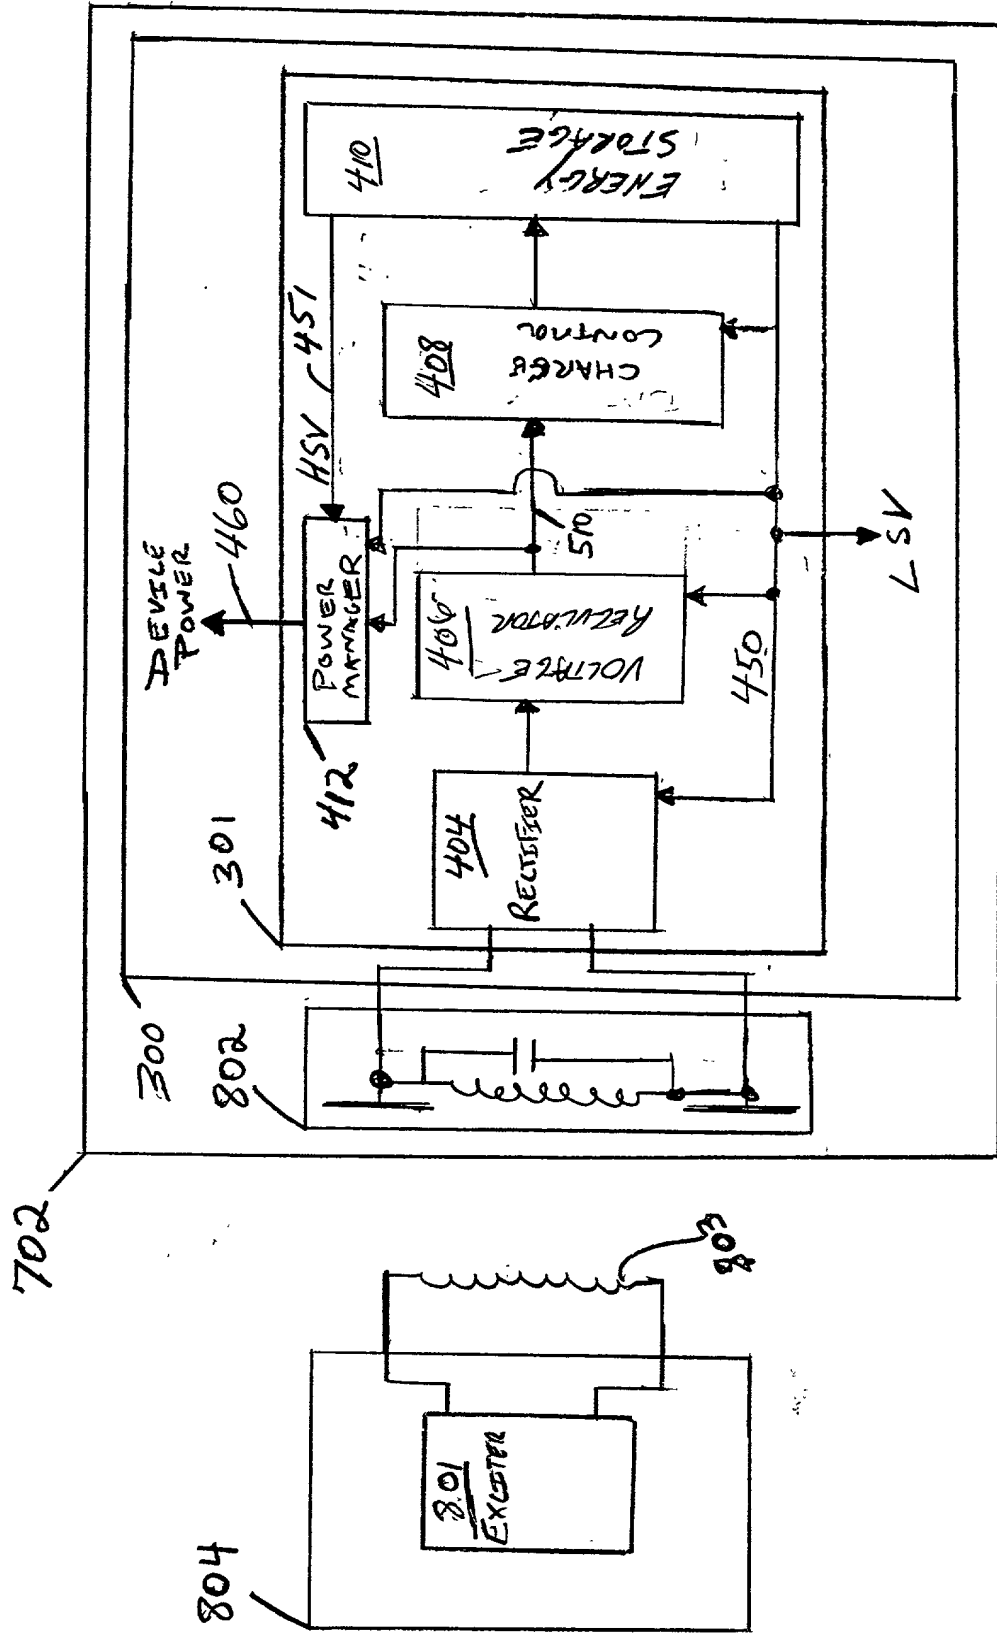 702
300
802
301
DEVICE
POWER
460
412
POWER
MANAGER
HSV
451
410
ENERGY
STORAGE
408
CHARGE
CONTROL
406
VOLTAGE
REGULATOR
510
404
RECTIFIER
450
LSV
804
801
EXCITER
803